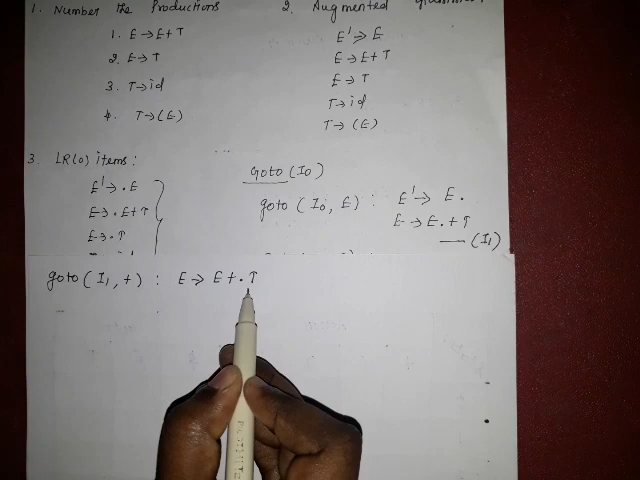 1. Number the Productions
1. E→E+T
2. E→T
3. T→id
4. T→(E)
2. Augmented
E'→E
E→E+T
E→T
T→id
T→(E)
3. LR(0) items:
E'→.E
E→.E+T
E→.T
Goto(I0)
goto (I0, E) : E'→ E.
E→E.+T
— (I1)
goto(I1, +) : E→ E+.T